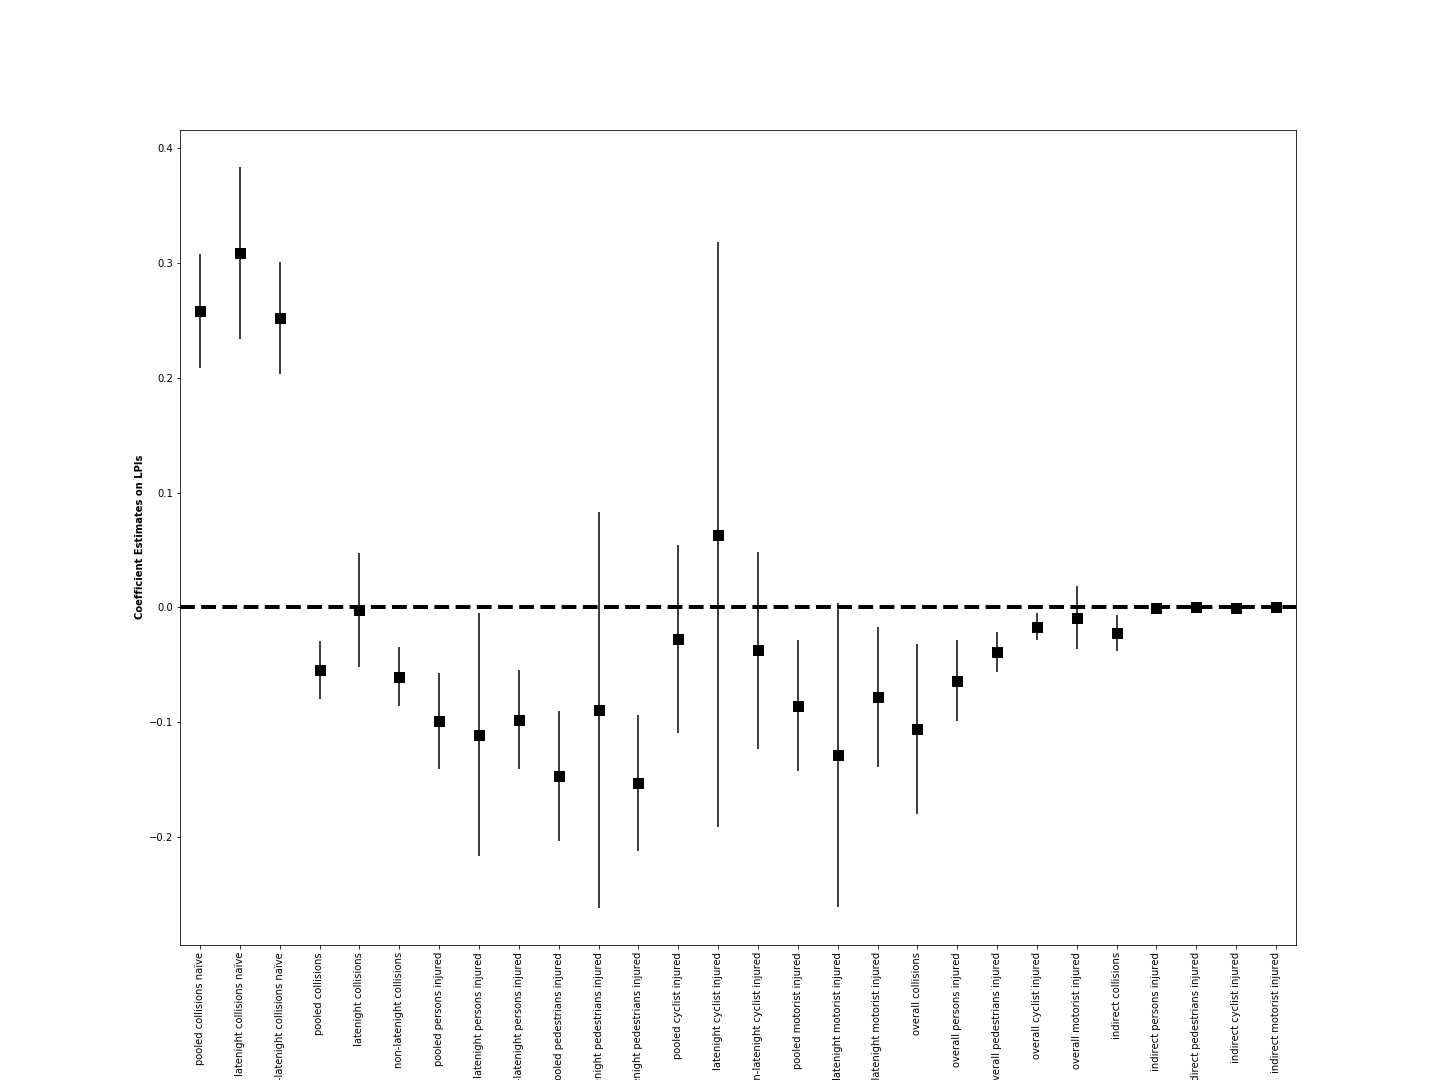 0.4
0.3
0.2
0.1
0.0
−0.1
−0.2
Coefficient Estimates on LPIs
pooled collisions naïve
latenight collisions naïve
-latenight collisions naïve
pooled collisions
latenight collisions
non-latenight collisions
pooled persons injured
latenight persons injured
-latenight persons injured
ooled pedestrians injured
enight pedestrians injured
enight pedestrians injured
pooled cyclist injured
latenight cyclist injured
n-latenight cyclist injured
pooled motorist injured
latenight motorist injured
latenight motorist injured
overall collisions
overall persons injured
verall pedestrians injured
overall cyclist injured
overall motorist injured
indirect collisions
indirect persons injured
direct pedestrians injured
indirect cyclist injured
indirect motorist injured